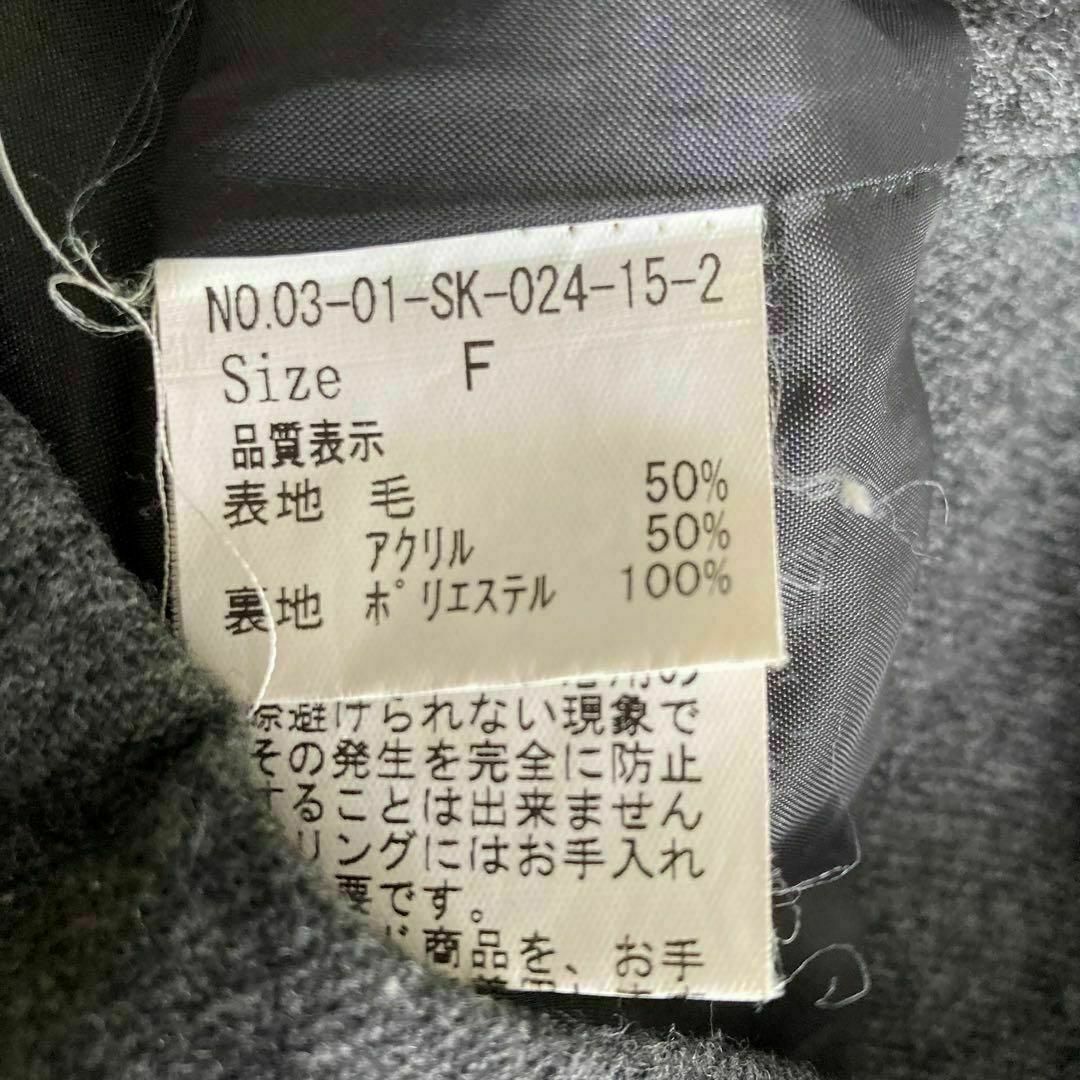 NO.03-01-SK-024-15-2
Size F
品質表示
表地 毛 50%
アクリル 50%
裏地 ポリエステル 100%
避けられない現象で
その発生を完全に防止
することは出来ません
リングにはお手入れ
要です。
商品を、お手